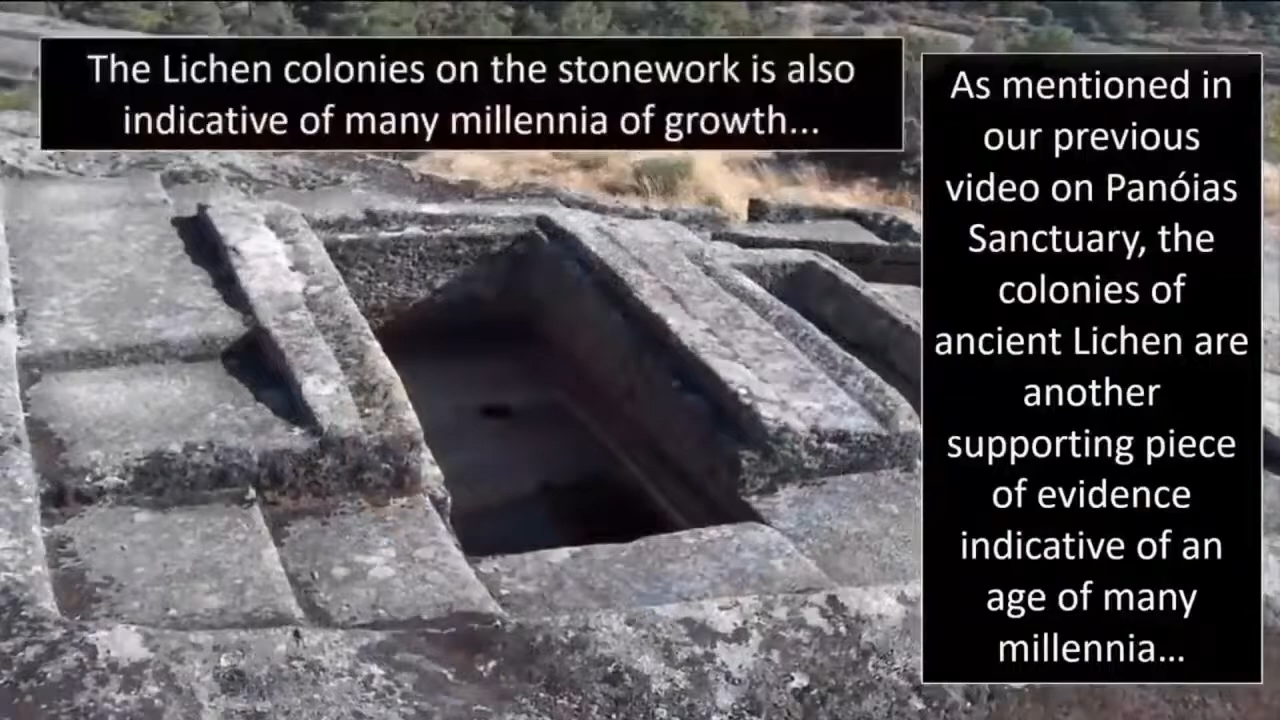 The Lichen colonies on the stonework is also
indicative of many millennia of growth...
As mentioned in
our previous
video on Panóias
Sanctuary, the
colonies of
ancient Lichen are
another
supporting piece
of evidence
indicative of an
age of many
millennia...